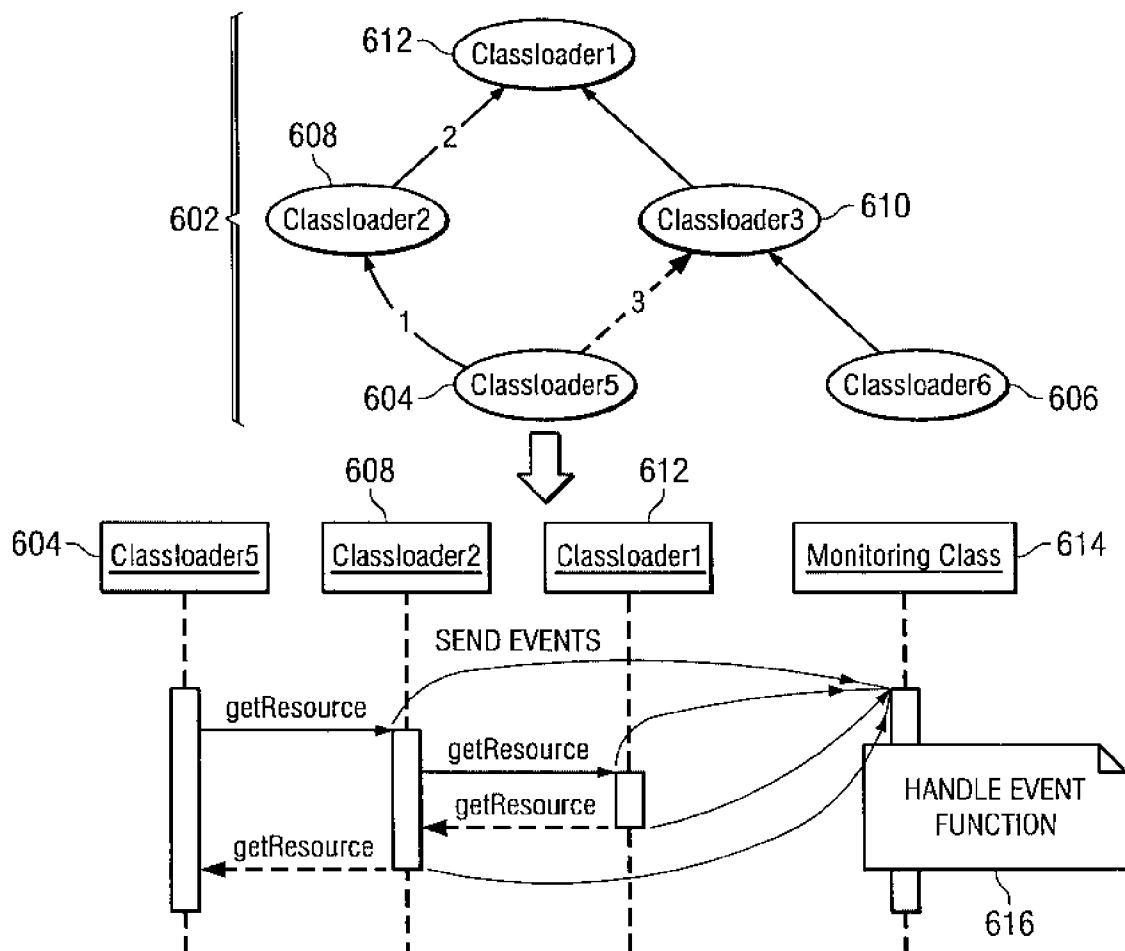 612
Classloader1
2
608
602
Classloader2
Classloader3
610
1
3
604
Classloader5
Classloader6
606
608
612
604
Classloader5
Classloader2
Classloader1
Monitoring Class
614
SEND EVENTS
getResource
getResource
getResource
getResource
HANDLE EVENT
FUNCTION
616